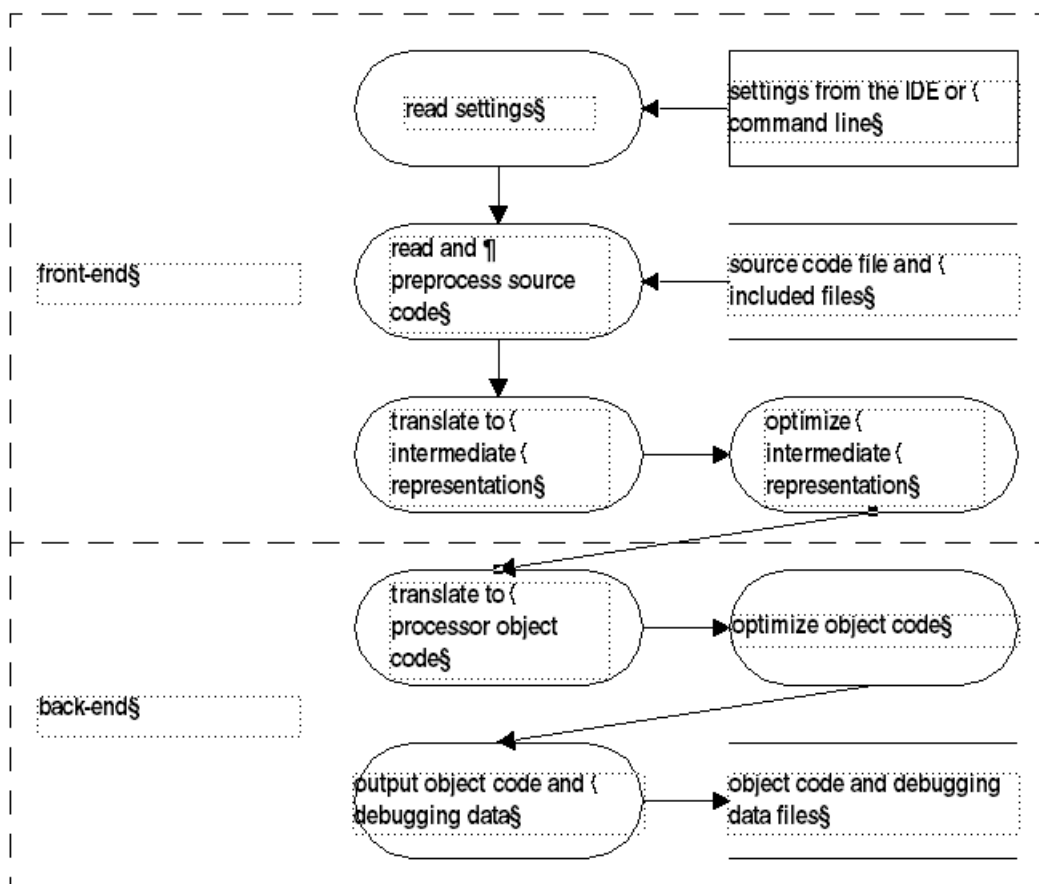 read settings§
settings from the IDE or {
command line§
front-end§
read and ¶
preprocess source
code§
source code file and {
included files§
translate to {
intermediate {
representation§
optimize {
intermediate {
representation§
back-end§
translate to {
processor object
code§
optimize object code§
output object code and {
debugging data§
object code and debugging
data files§